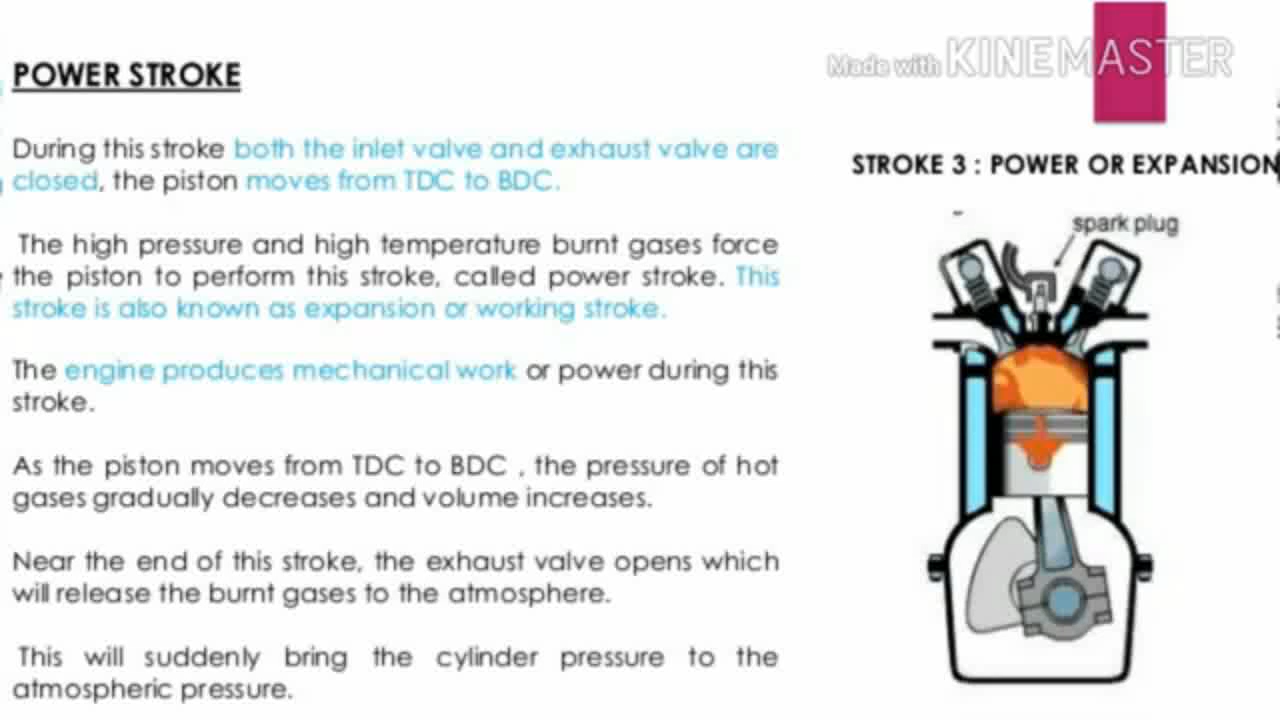 POWER STROKE
During this stroke both the inlet valve and exhaust valve are
closed, the piston moves from TDC to BDC.
The high pressure and high temperature burnt gases force
the piston to perform this stroke, called power stroke. This
stroke is also known as expansion or working stroke.
The engine produces mechanical work or power during this
stroke.
As the piston moves from TDC to BDC , the pressure of hot
gases gradually decreases and volume increases.
Near the end of this stroke, the exhaust valve opens which
will release the burnt gases to the atmosphere.
This will suddenly bring the cylinder pressure to the
atmospheric pressure.
Made with KINEMASTER
STROKE 3 : POWER OR EXPANSION
spark plug